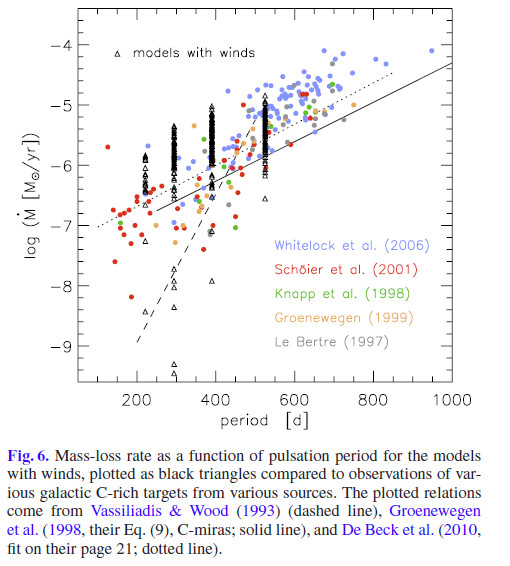 −4
−5
−6
−7
−8
−9
log (Ṁ [M⊙/yr])
models with winds
Whitelock et al. (2006)
Schöier et al. (2001)
Knapp et al. (1998)
Groenewegen (1999)
Le Bertre (1997)
200 400 600 800 1000
period [d]
Fig. 6. Mass-loss rate as a function of pulsation period for the models
with winds, plotted as black triangles compared to observations of var-
ious galactic C-rich targets from various sources. The plotted relations
come from Vassiliadis & Wood (1993) (dashed line), Groenewegen
et al. (1998, their Eq. (9), C-miras; solid line), and De Beck et al. (2010,
fit on their page 21; dotted line).